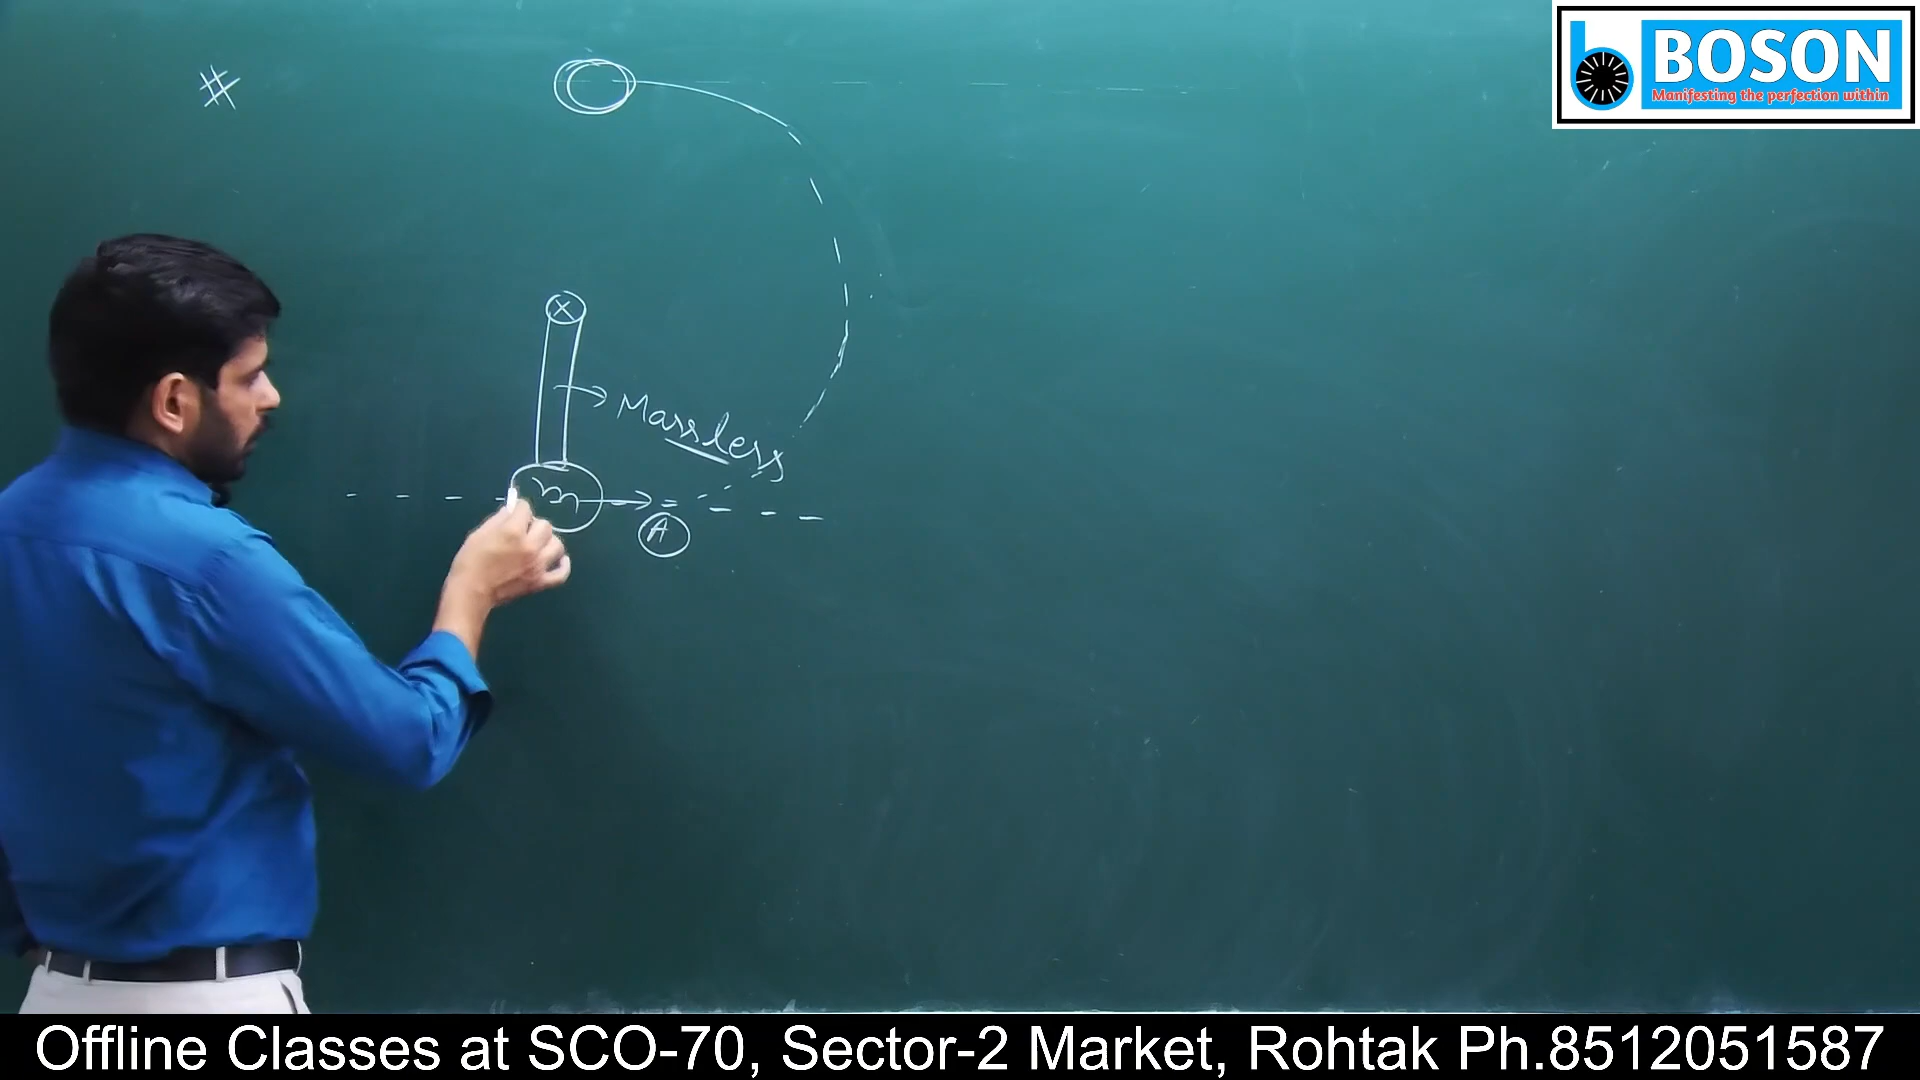 #
BOSON
Manifesting the perfection within
x
Massless
m
A
Offline Classes at SCO-70, Sector-2 Market, Rohtak Ph.8512051587